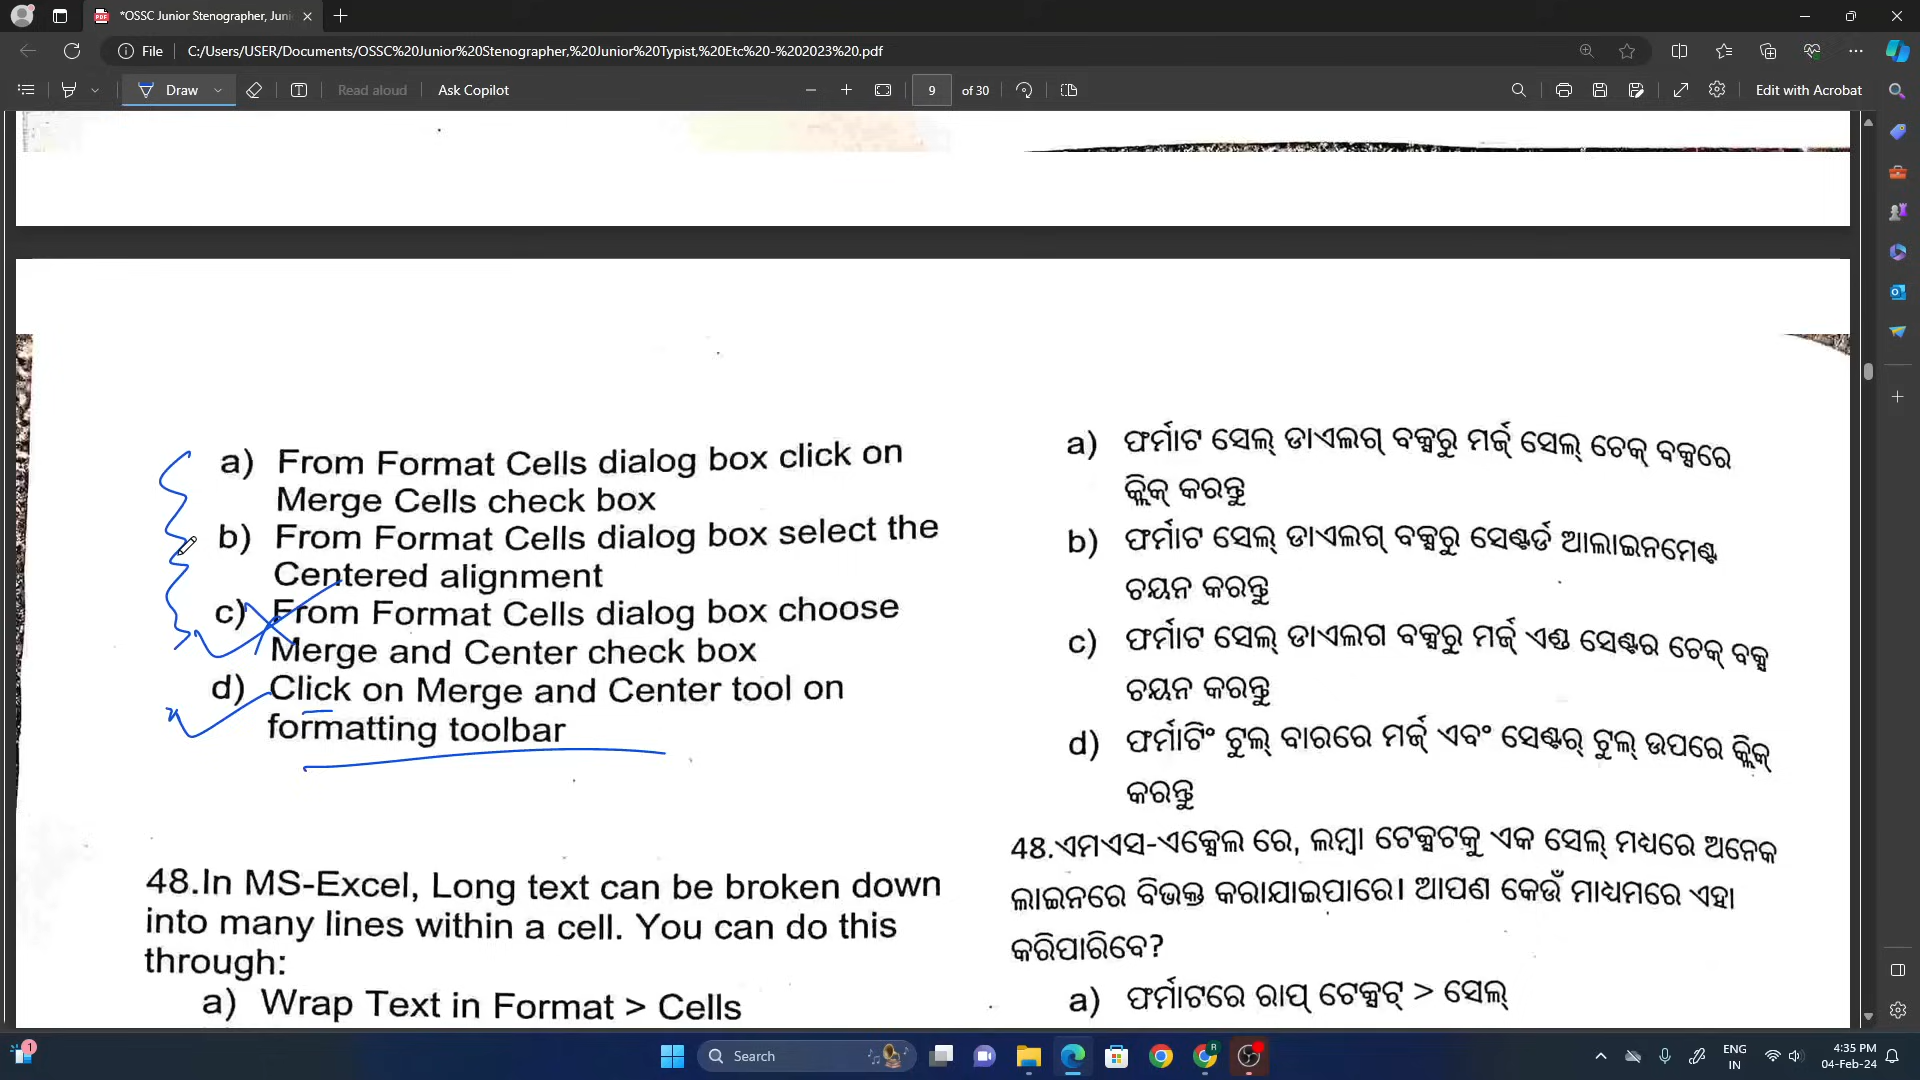 *OSSC Junior Stenographer, Juni
File
C:/Users/USER/Documents/OSSC%20Junior%20Stenographer,%20Junior%20Typist,%20Etc%20-%202023%20.pdf
Draw
Read aloud
Ask Copilot
9
of 30
Edit with Acrobat
a) From Format Cells dialog box click on
Merge Cells check box
b) From Format Cells dialog box select the
Centered alignment
c) From Format Cells dialog box choose
Merge and Center check box
d) Click on Merge and Center tool on
formatting toolbar
48.In MS-Excel, Long text can be broken down
into many lines within a cell. You can do this
through:
a) Wrap Text in Format > Cells
a) ଫର୍ମାଟ ସେଲ୍ ଡାଏଲଗ୍ ବକ୍ସରୁ ମର୍ଜ୍ ସେଲ୍ ଚେକ୍ ବକ୍ସରେ
କ୍ଲିକ୍ କରନ୍ତୁ
b) ଫର୍ମାଟ ସେଲ୍ ଡାଏଲଗ୍ ବକ୍ସରୁ ସେଣ୍ଟର୍ଡ ଆଲାଇନମେଣ୍ଟ
ଚୟନ କରନ୍ତୁ
c) ଫର୍ମାଟ ସେଲ୍ ଡାଏଲଗ ବକ୍ସରୁ ମର୍ଜ୍ ଏଣ୍ଡ ସେଣ୍ଟର ଚେକ୍ ବକ୍ସ
ଚୟନ କରନ୍ତୁ
d) ଫର୍ମାଟିଂ ଟୁଲ୍ ବାରରେ ମର୍ଜ୍ ଏବଂ ସେଣ୍ଟର୍ ଟୁଲ୍ ଉପରେ କ୍ଲିକ୍
କରନ୍ତୁ
48.ଏମଏସ-ଏକ୍ସେଲ ରେ, ଲମ୍ବା ଟେକ୍ସଟକୁ ଏକ ସେଲ୍ ମଧ୍ୟରେ ଅନେକ
ଲାଇନରେ ବିଭକ୍ତ କରାଯାଇପାରେ। ଆପଣ କେଉଁ ମାଧ୍ୟମରେ ଏହା
କରିପାରିବେ?
a) ଫର୍ମାଟରେ ରାପ୍ ଟେକ୍ସଟ୍ > ସେଲ୍
1
Search
R
ENG
IN
4:35 PM
04-Feb-24